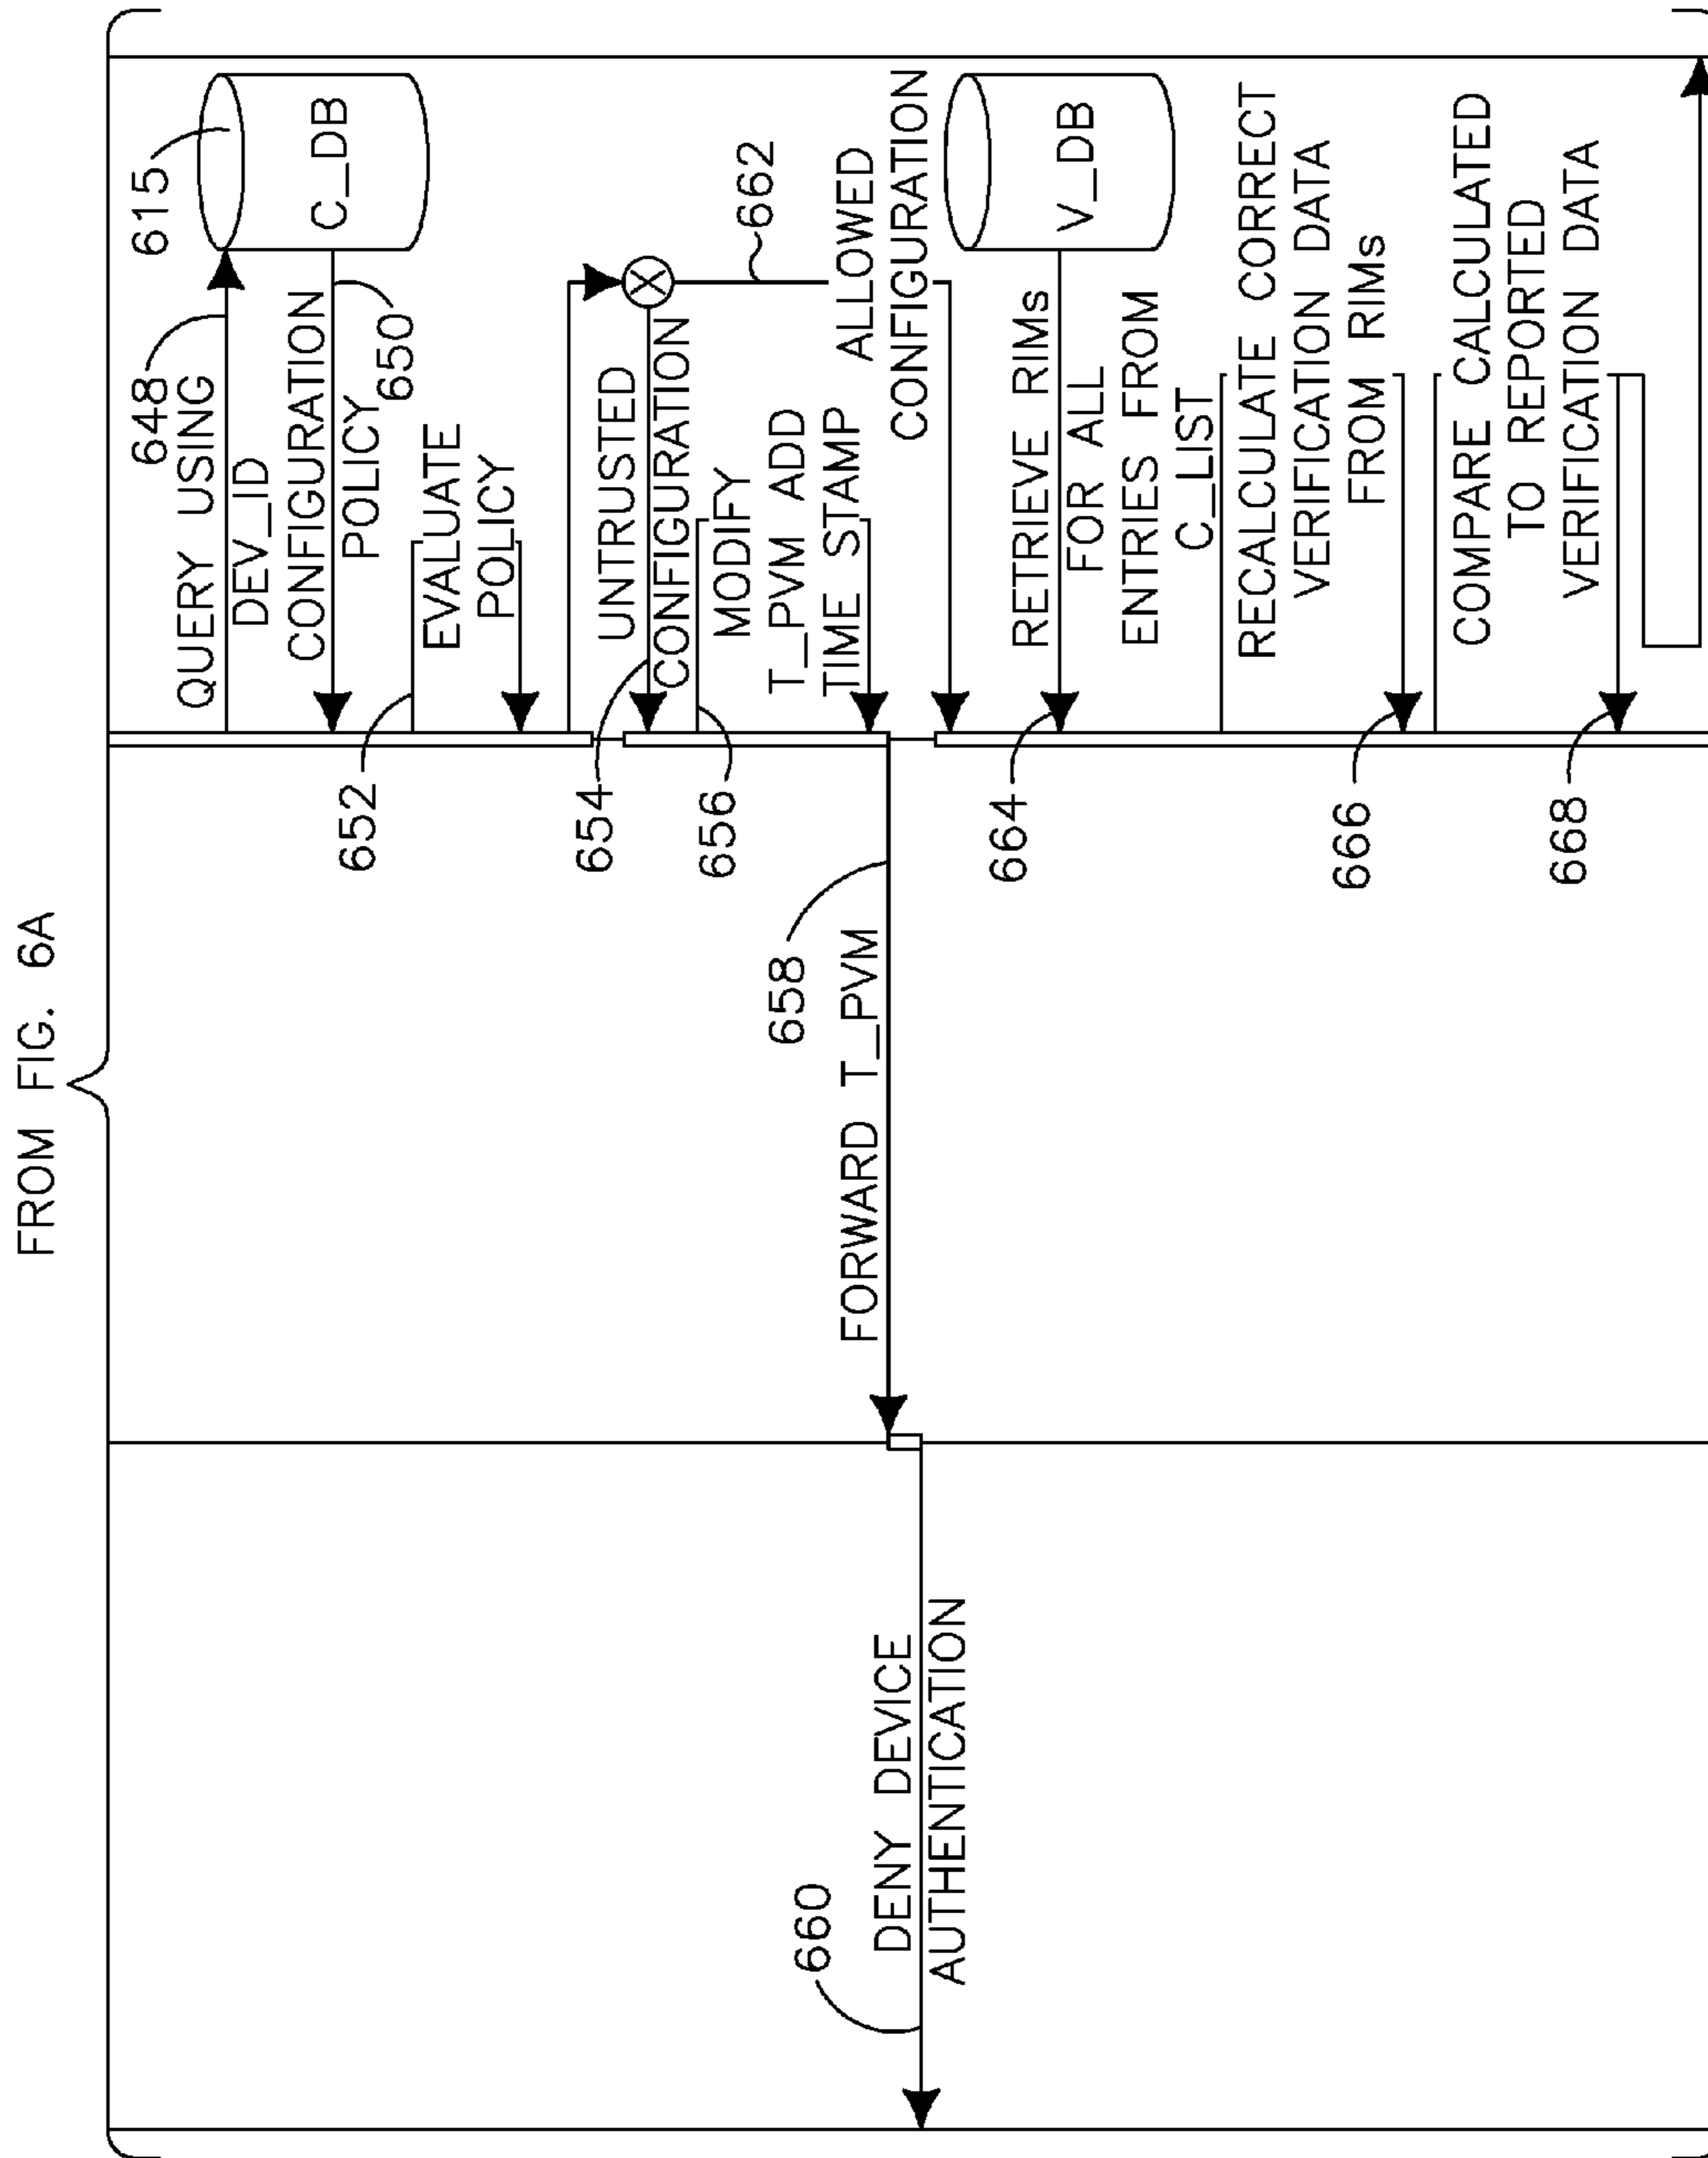 FROM FIG. 6A
615
C_DB
648
QUERY USING
DEV_ID
CONFIGURATION
POLICY
650
652
EVALUATE
POLICY
654
UNTRUSTED
CONFIGURATION
662
ALLOWED
CONFIGURATION
656
MODIFY
T_PVM ADD
TIME STAMP
658
FORWARD T_PVM
660
DENY DEVICE
AUTHENTICATION
V_DB
664
RETRIEVE RIMs
FOR ALL
ENTRIES FROM
C_LIST
666
RECALCULATE CORRECT
VERIFICATION DATA
FROM RIMs
668
COMPARE CALCULATED
TO REPORTED
VERIFICATION DATA